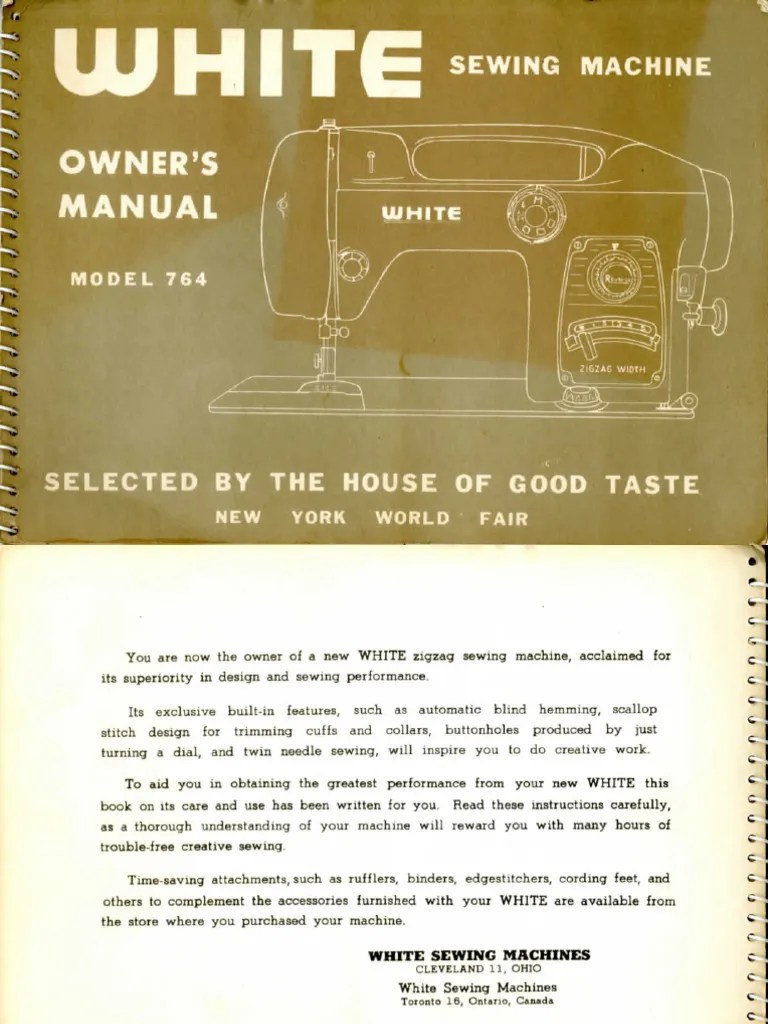 WHITE SEWING MACHINE
OWNER'S
MANUAL
MODEL 764
WHITE
ZIGZAG WIDTH
SELECTED BY THE HOUSE OF GOOD TASTE
NEW YORK WORLD FAIR
You are now the owner of a new WHITE zigzag sewing machine, acclaimed for
its superiority in design and sewing performance.
Its exclusive built-in features, such as automatic blind hemming, scallop
stitch design for trimming cuffs and collars, buttonholes produced by just
turning a dial, and twin needle sewing, will inspire you to do creative work.
To aid you in obtaining the greatest performance from your new WHITE this
book on its care and use has been written for you. Read these instructions carefully,
as a thorough understanding of your machine will reward you with many hours of
trouble-free creative sewing.
Time-saving attachments, such as rufflers, binders, edgestitchers, cording feet, and
others to complement the accessories furnished with your WHITE are available from
the store where you purchased your machine.
WHITE SEWING MACHINES
CLEVELAND 11, OHIO
White Sewing Machines
Toronto 16, Ontario, Canada